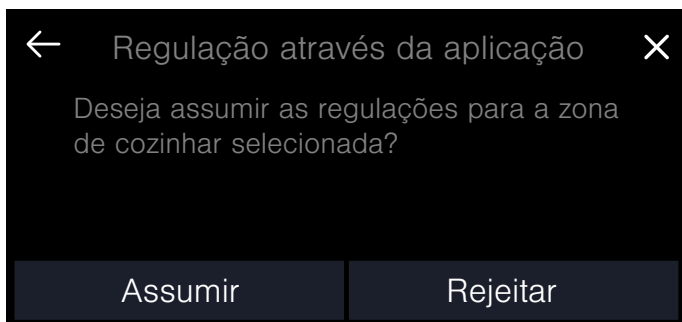 Regulação através da aplicação
Deseja assumir as regulações para a zona
de cozinhar selecionada?
Assumir Rejeitar